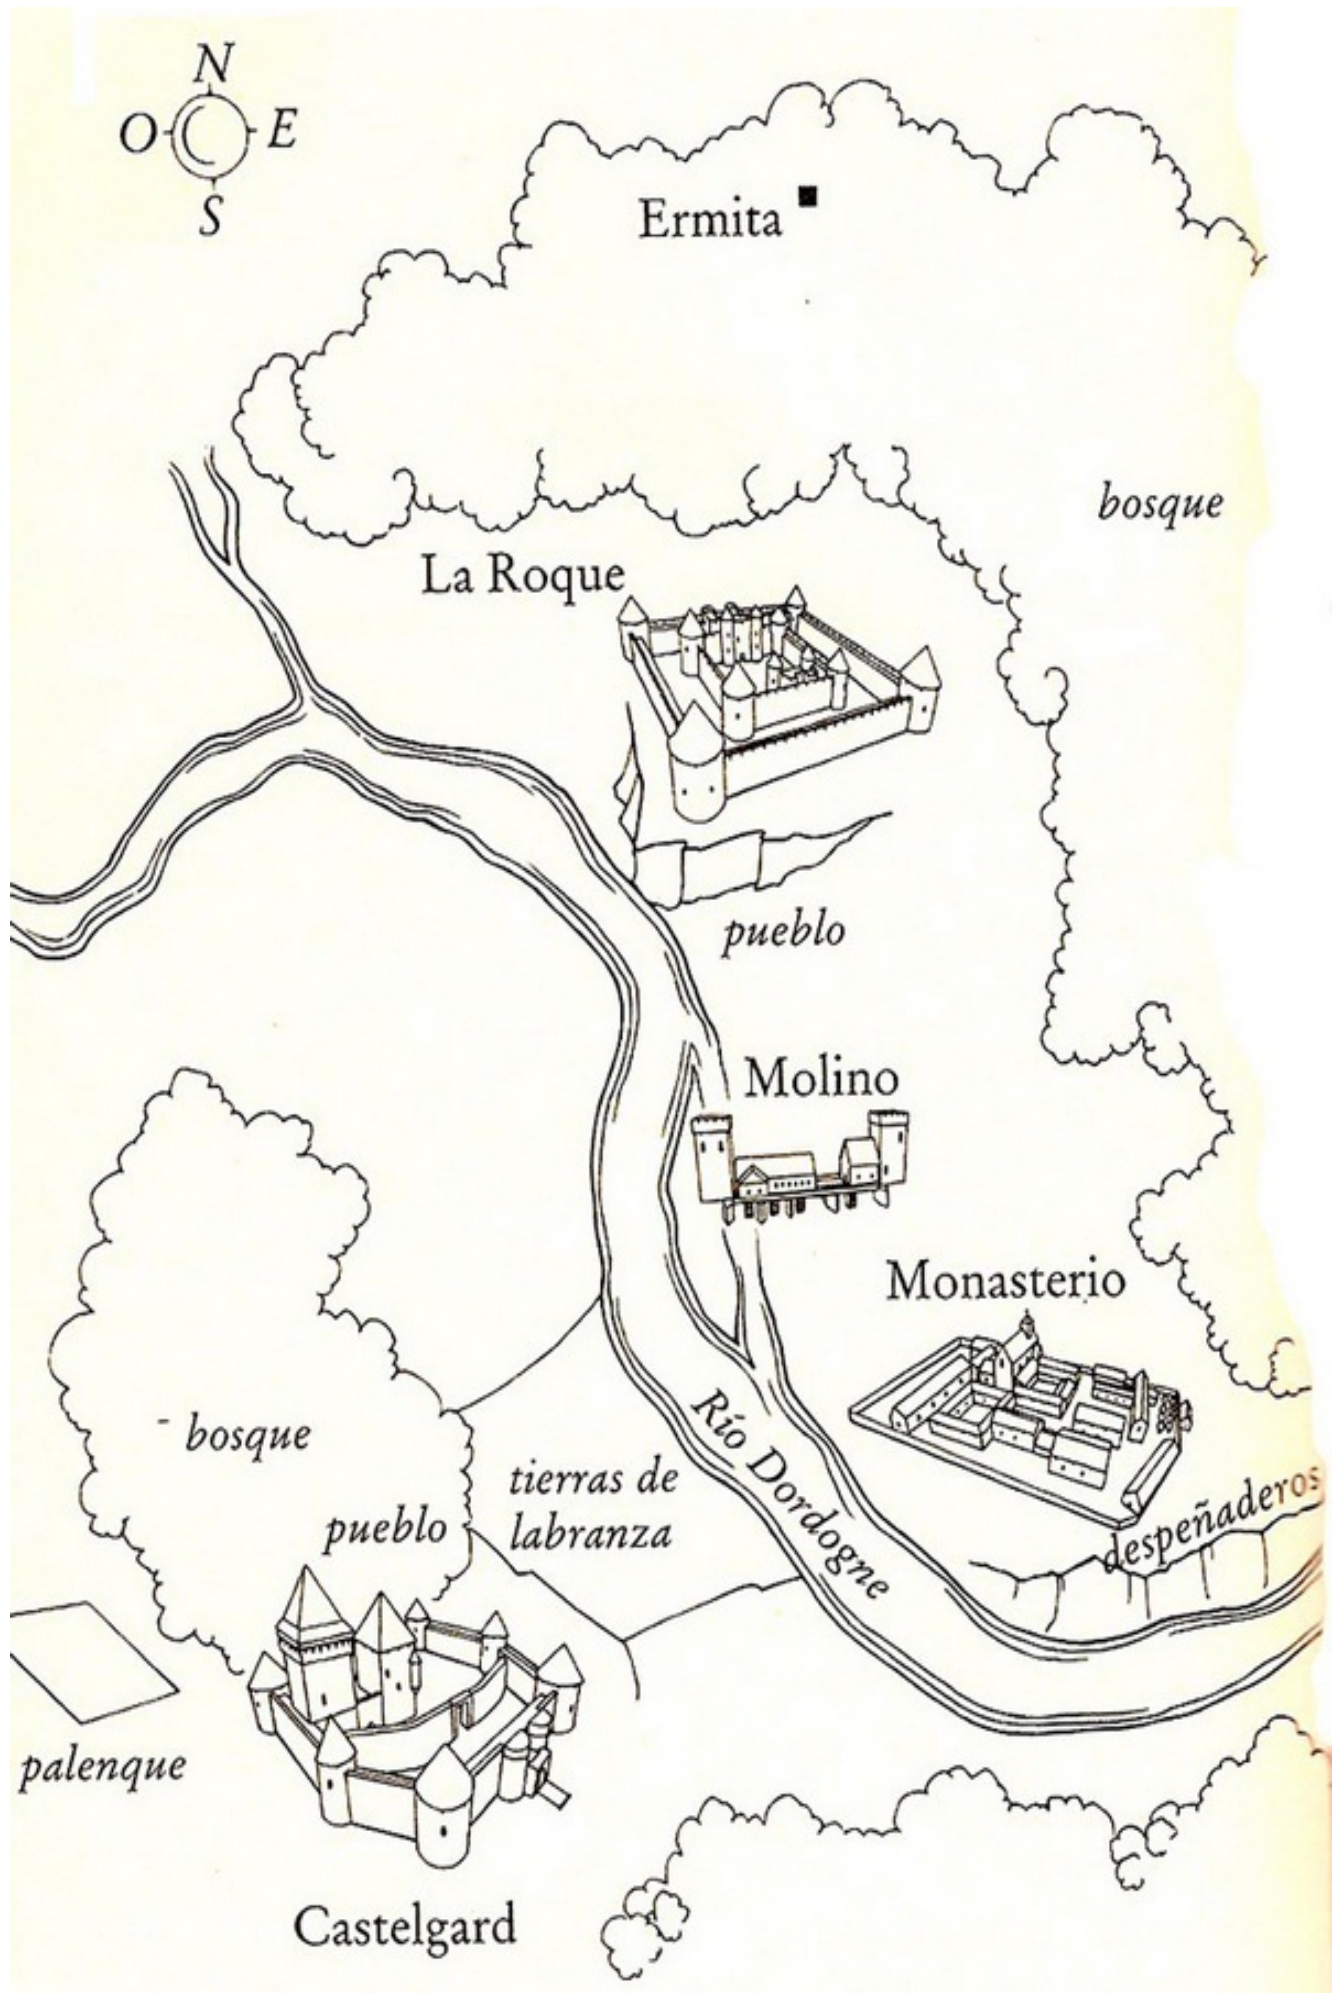 N
O E
S
Ermita
bosque
La Roque
pueblo
Molino
Monasterio
Río Dordogne
bosque
tierras de
labranza
pueblo
despeñaderos
palenque
Castelgard